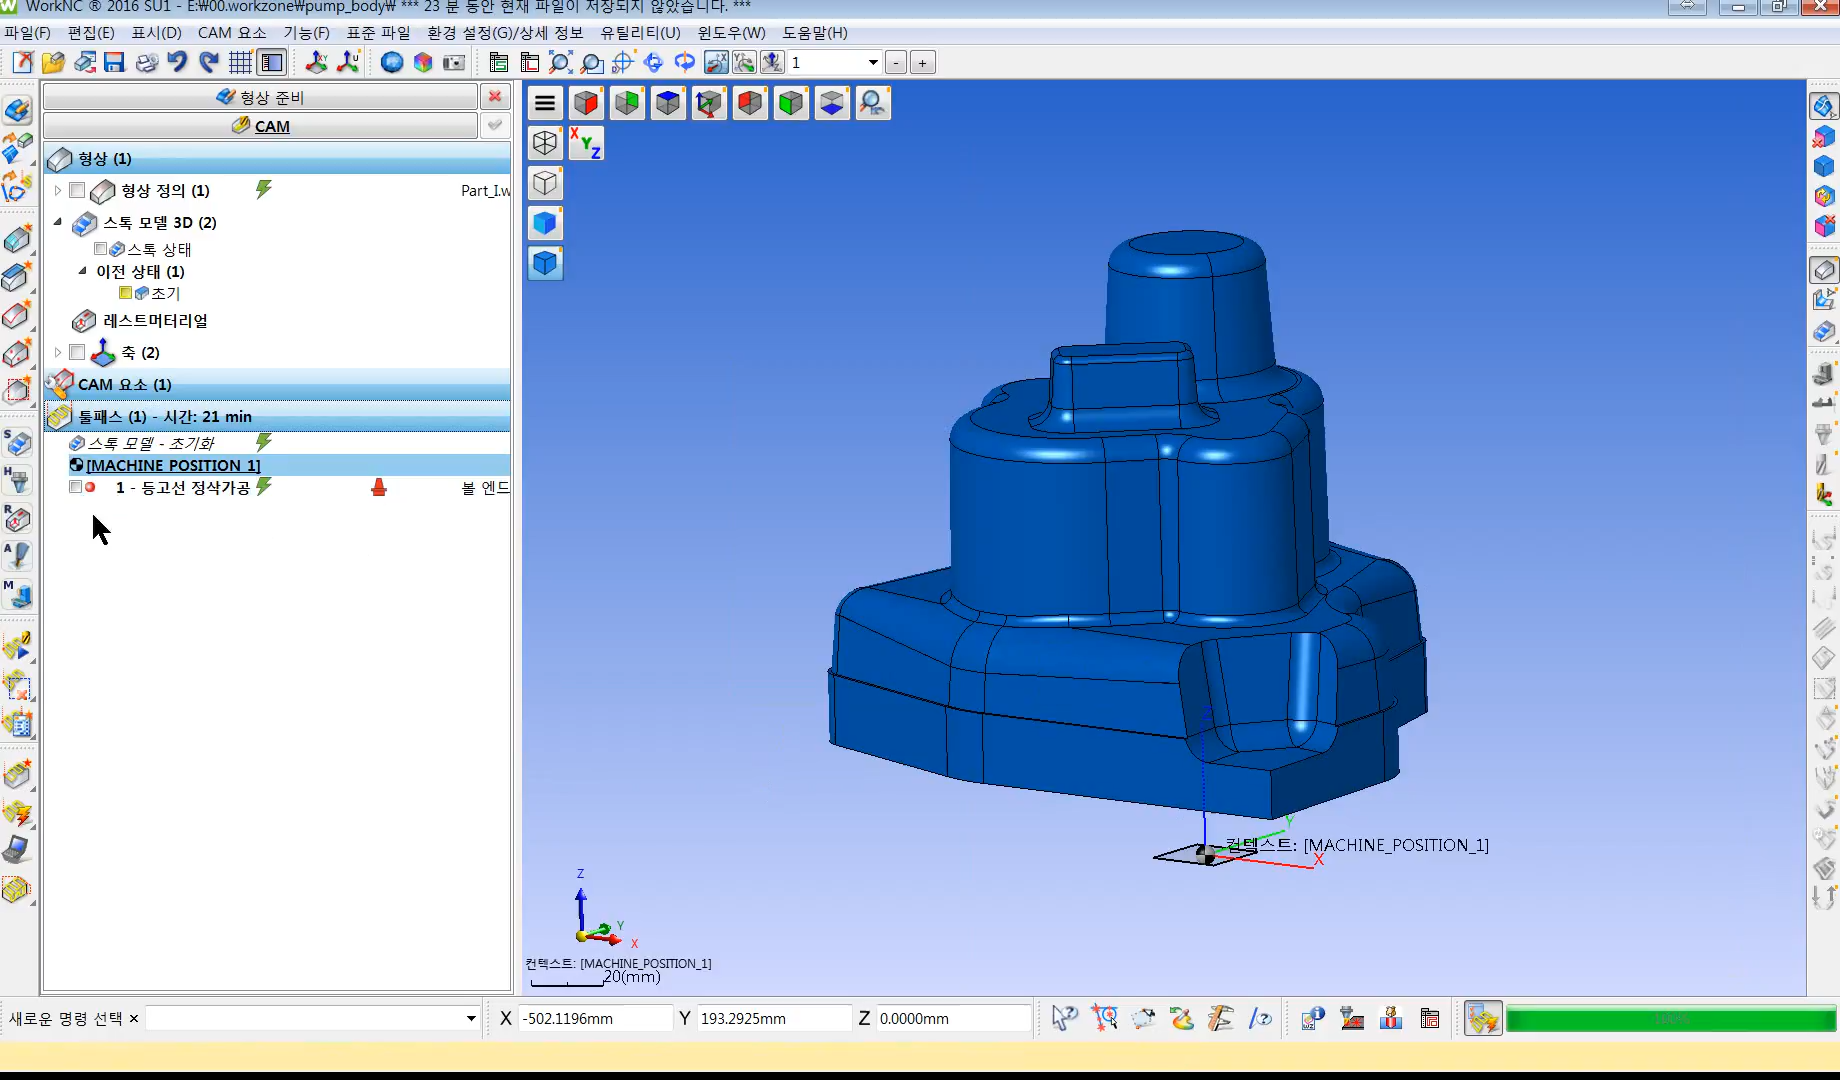 WorkNC ® 2016 SU1 - E:\00.workzone\pump_body\ *** 23 분 동안 현재 파일이 저장되지 않았습니다. ***
파일(F) 편집(E) 표시(D) CAM 요소 기능(F) 표준 파일 환경 설정(G)/상세 정보 유틸리티(U) 윈도우(W) 도움말(H)
1
- +
형상 준비
CAM
형상 (1)
형상 정의 (1) Part_I.w
스톡 모델 3D (2)
스톡 상태
이전 상태 (1)
초기
레스트머터리얼
축 (2)
CAM 요소 (1)
툴패스 (1) - 시간: 21 min
스톡 모델 - 초기화
[MACHINE POSITION 1]
1 - 등고선 정삭가공 볼 엔드
X Y Z
S
H
R
A
M
Z
Y
컨텍스트: [MACHINE_POSITION_1]
X
Z
Y
X
컨텍스트: [MACHINE_POSITION_1]
20(mm)
새로운 명령 선택 × X -502.1196mm Y 193.2925mm Z 0.0000mm
100%